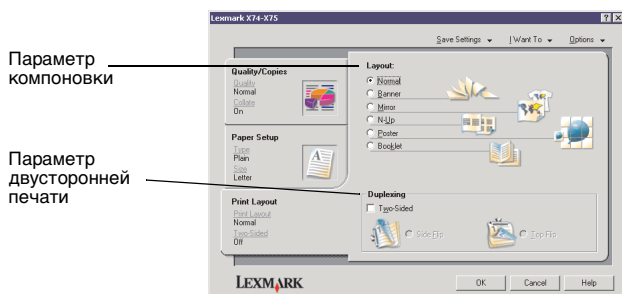 Lexmark X74-X75
Save Settings
I Want To
Options
Параметр
компоновки
Quality/Copies
Quality
Normal
Collate
On
Paper Setup
Type
Plain
Size
Letter
Print Layout
Print Layout
Normal
Two-Sided
Off
Layout:
Normal
Banner
Mirror
N-Up
Poster
Booklet
Параметр
двусторонней
печати
Duplexing
Two-Sided
Side Flip
Top Flip
LEXMARK
OK
Cancel
Help